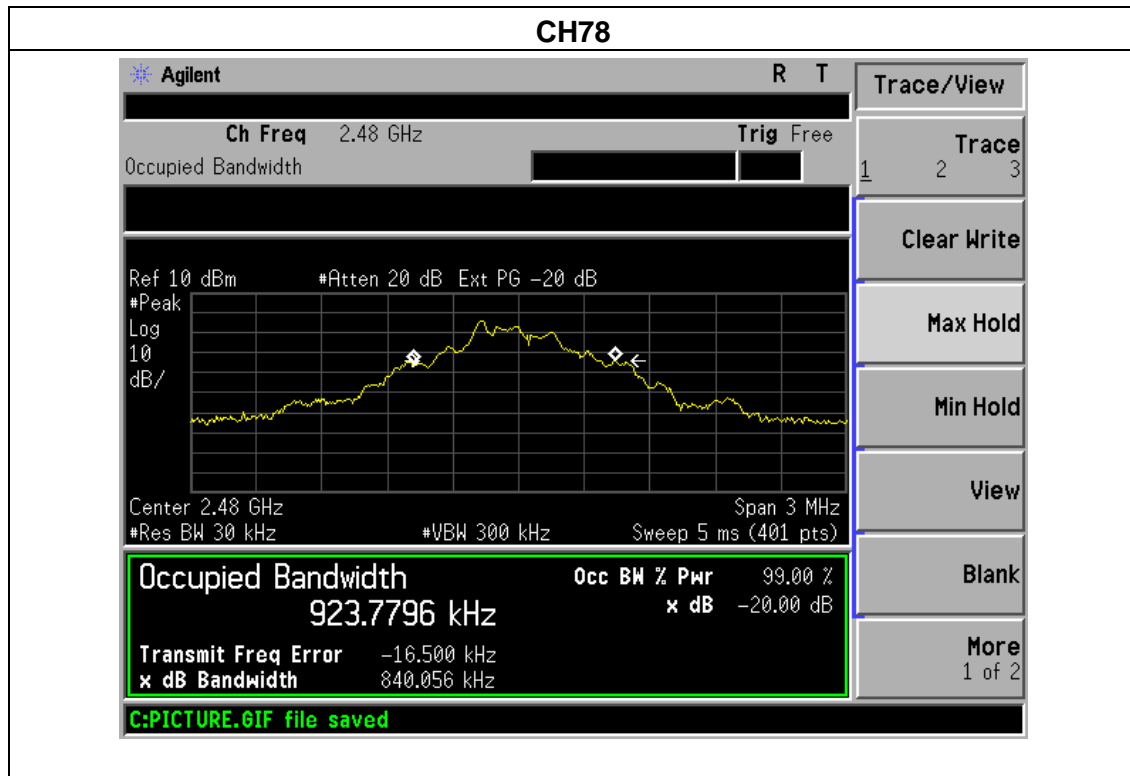 CH78
Agilent R T
Trace/View
Ch Freq 2.48 GHz Trig Free
Occupied Bandwidth
Trace
1 2 3
Clear Write
Ref 10 dBm #Atten 20 dB Ext PG -20 dB
#Peak
Log
10
dB/
Max Hold
Min Hold
View
Center 2.48 GHz Span 3 MHz
#Res BW 30 kHz #VBW 300 kHz Sweep 5 ms (401 pts)
Occupied Bandwidth Occ BW % Pwr 99.00 %
923.7796 kHz x dB -20.00 dB
Blank
Transmit Freq Error -16.500 kHz
x dB Bandwidth 840.056 kHz
More
1 of 2
C:PICTURE.GIF file saved